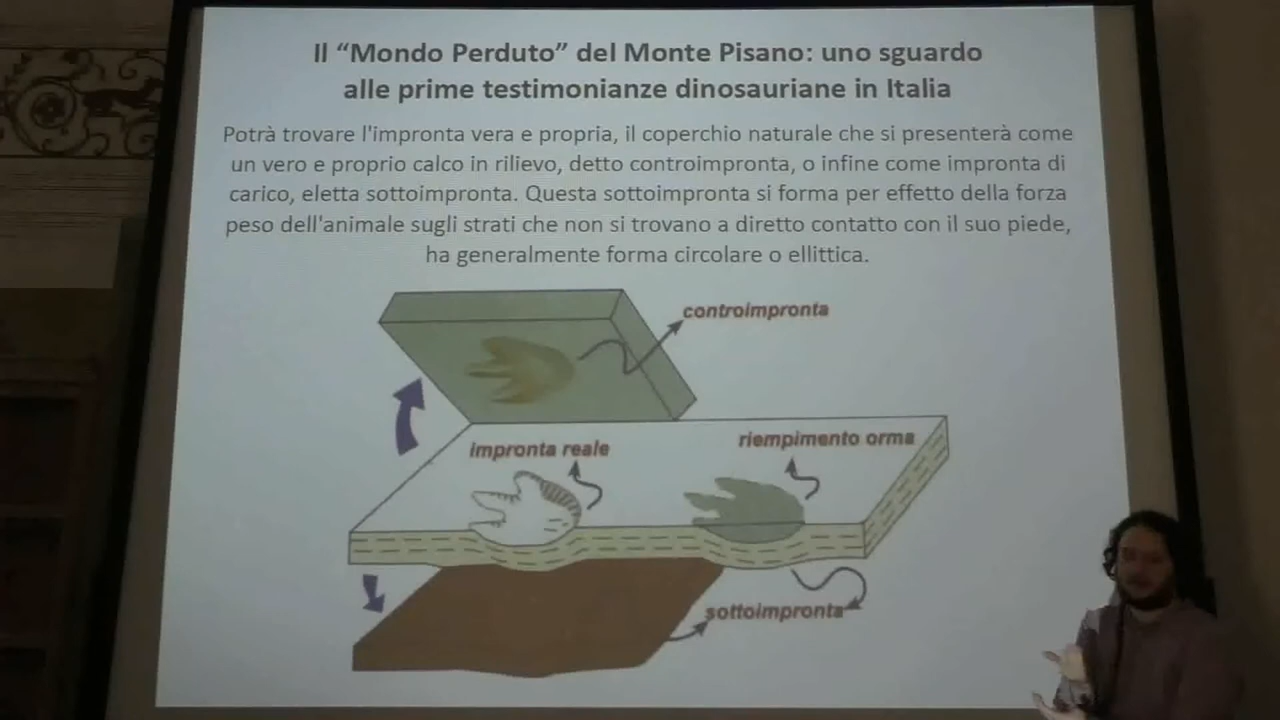 Il “Mondo Perduto” del Monte Pisano: uno sguardo
alle prime testimonianze dinosauriane in Italia
Potrà trovare l'impronta vera e propria, il coperchio naturale che si presenterà come
un vero e proprio calco in rilievo, detto controimpronta, o infine come impronta di
carico, eletta sottoimpronta. Questa sottoimpronta si forma per effetto della forza
peso dell'animale sugli strati che non si trovano a diretto contatto con il suo piede,
ha generalmente forma circolare o ellittica.
controimpronta
impronta reale
riempimento orma
sottoimpronta